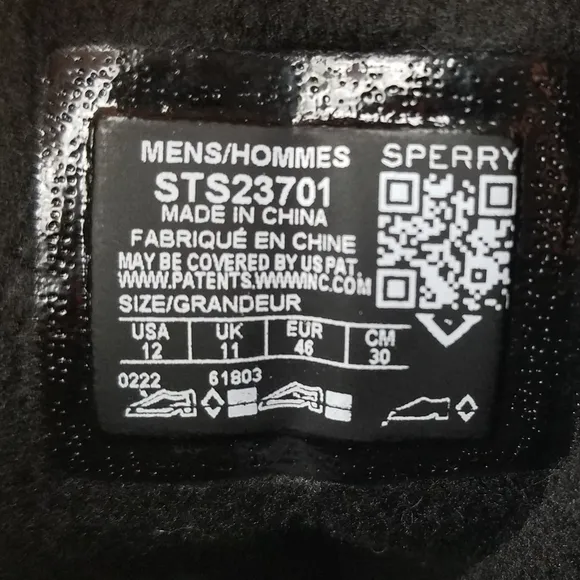 MENS/HOMMES
SPERRY
STS23701
MADE IN CHINA
FABRIQUÉ EN CHINE
MAY BE COVERED BY US PAT.
WWW.PATENTS.WWWINC.COM
SIZE/GRANDEUR
USA UK EUR CM
12 11 46 30
0222 61803